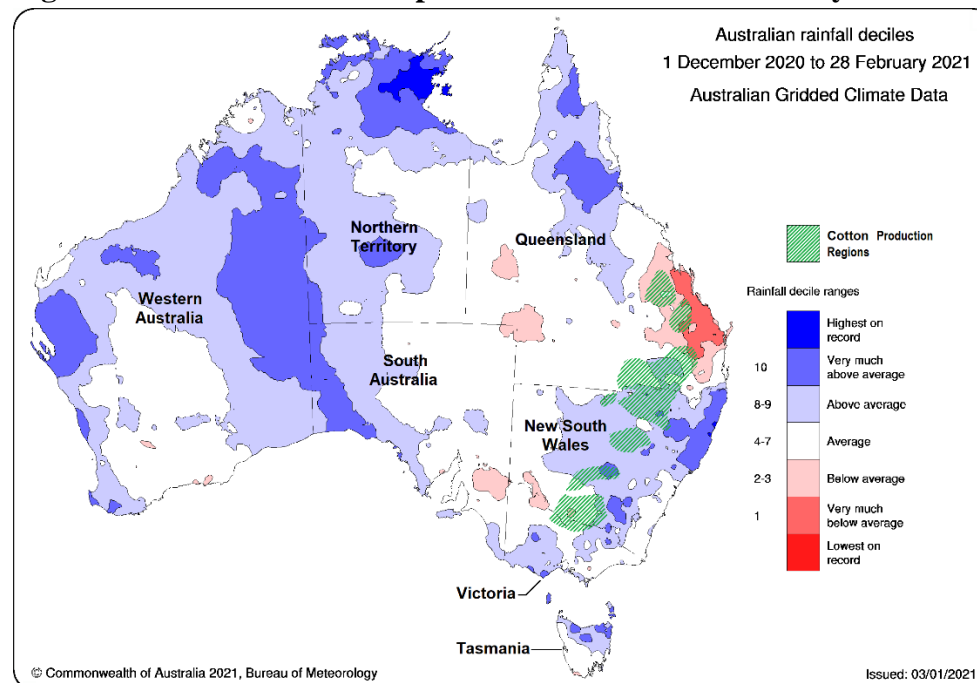 Australian rainfall deciles
1 December 2020 to 28 February 2021
Australian Gridded Climate Data
Northern
Territory
Queensland
Western
Australia
South
Australia
New South
Wales
Victoria
Tasmania
Cotton Production
Regions
Rainfall decile ranges
Highest on
record
10 Very much
above average
8-9 Above average
4-7 Average
2-3 Below average
1 Very much
below average
Lowest on
record
© Commonwealth of Australia 2021, Bureau of Meteorology
Issued: 03/01/2021